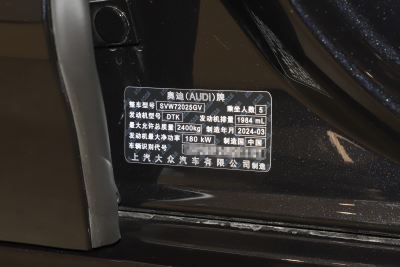 奥迪(AUDI)牌
整车型号 SVW72025GV 乘坐人数 5
发动机型号 DTK 发动机排量 1984 mL
最大允许总质量 2400kg 制造年月 2024-03
发动机最大净功率 180 kW 制造国 中国
车辆识别代号
上汽大众汽车有限公司 制造